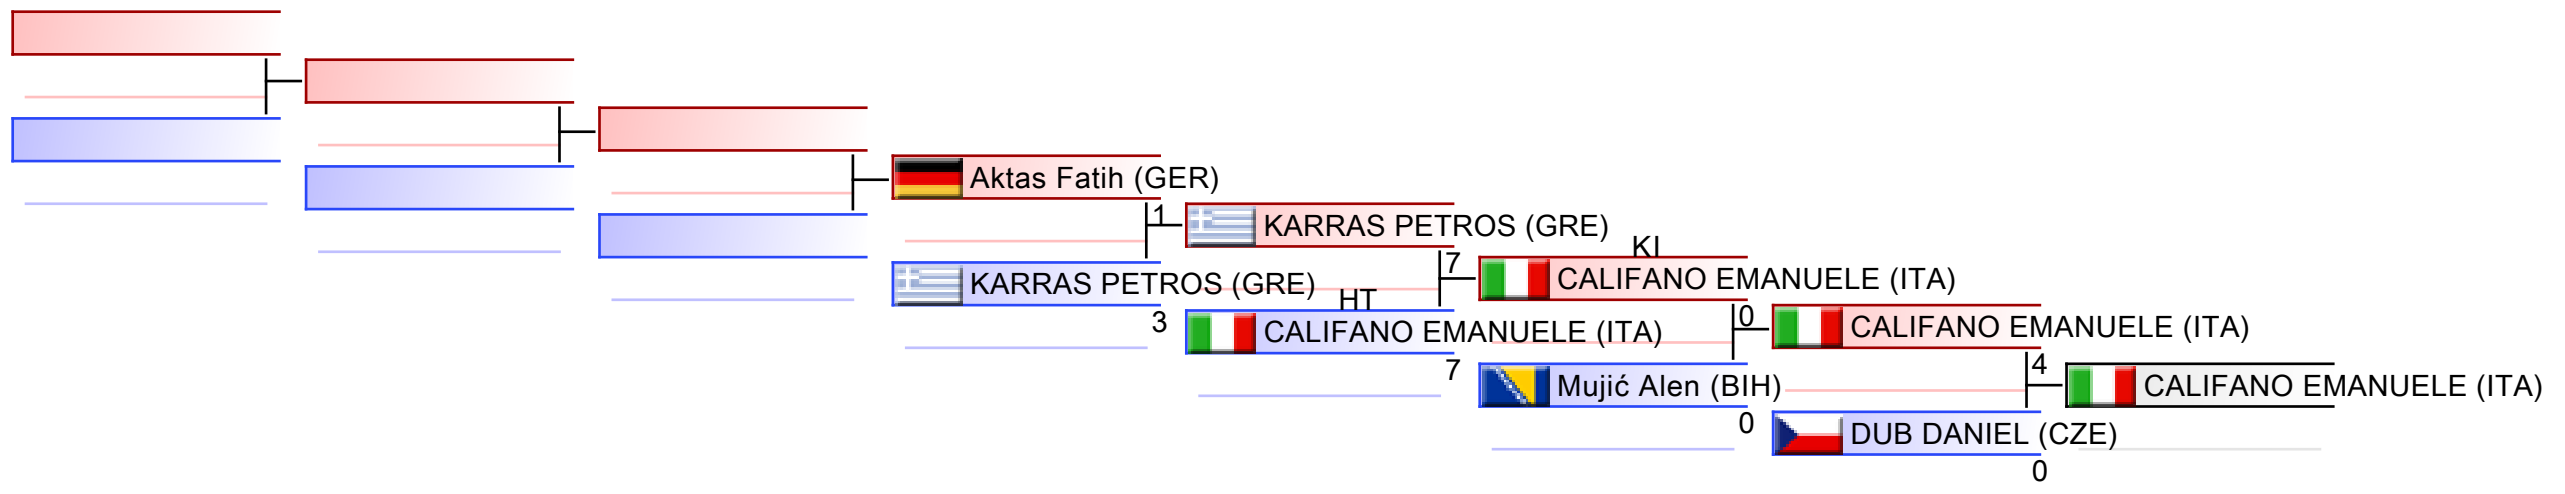 Aktas Fatih (GER)
1
KARRAS PETROS (GRE)
KARRAS PETROS (GRE)
3
7
HT
CALIFANO EMANUELE (ITA)
7
KI
CALIFANO EMANUELE (ITA)
0
Mujić Alen (BIH)
0
CALIFANO EMANUELE (ITA)
4
DUB DANIEL (CZE)
0
CALIFANO EMANUELE (ITA)